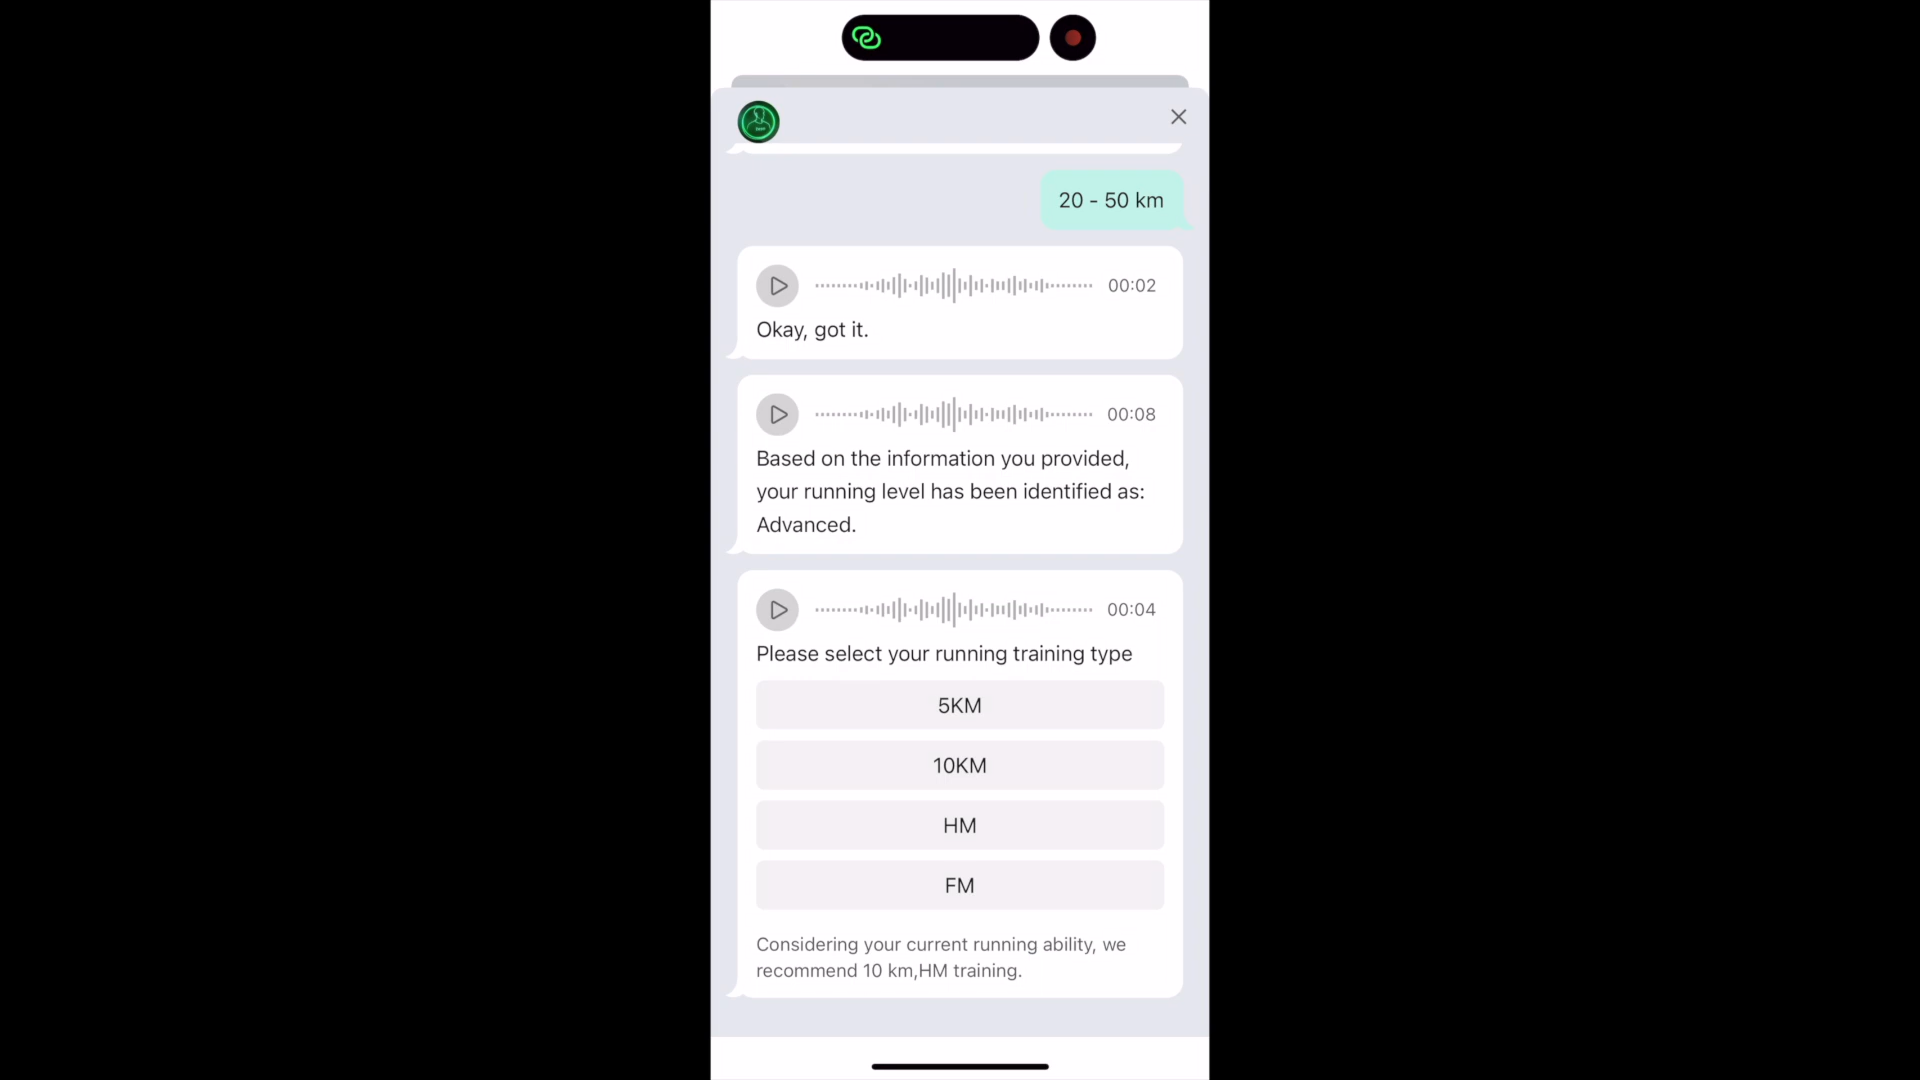 20 - 50 km
00:02
Okay, got it.
00:08
Based on the information you provided,
your running level has been identified as:
Advanced.
00:04
Please select your running training type
5KM
10KM
HM
FM
Considering your current running ability, we
recommend 10 km,HM training.